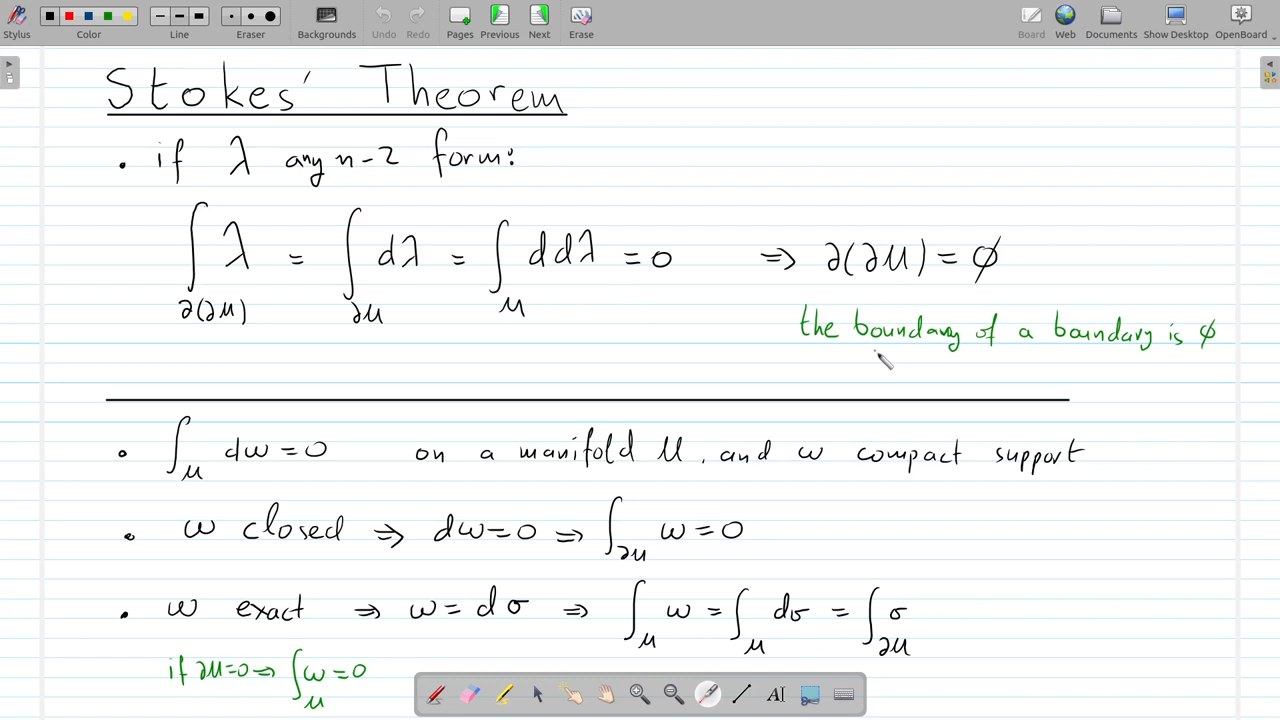 Stylus Color Line Eraser Backgrounds Undo Redo Pages Previous Next Erase Board Web Documents Show Desktop OpenBoard
Stokes' Theorem
• if λ any n-2 form:
∫_{∂(∂M)} λ = ∫_{∂M} dλ = ∫_M ddλ = 0 ⇒ ∂(∂M) = ϕ
the boundary of a boundary is ϕ
• ∫_M dω = 0 on a manifold M, and ω compact support
• ω closed ⇒ dω = 0 ⇒ ∫_{∂M} ω = 0
• ω exact ⇒ ω = dσ ⇒ ∫_M ω = ∫_M dσ = ∫_{∂M} σ
if ∂M=0 ⇒ ∫_M ω = 0